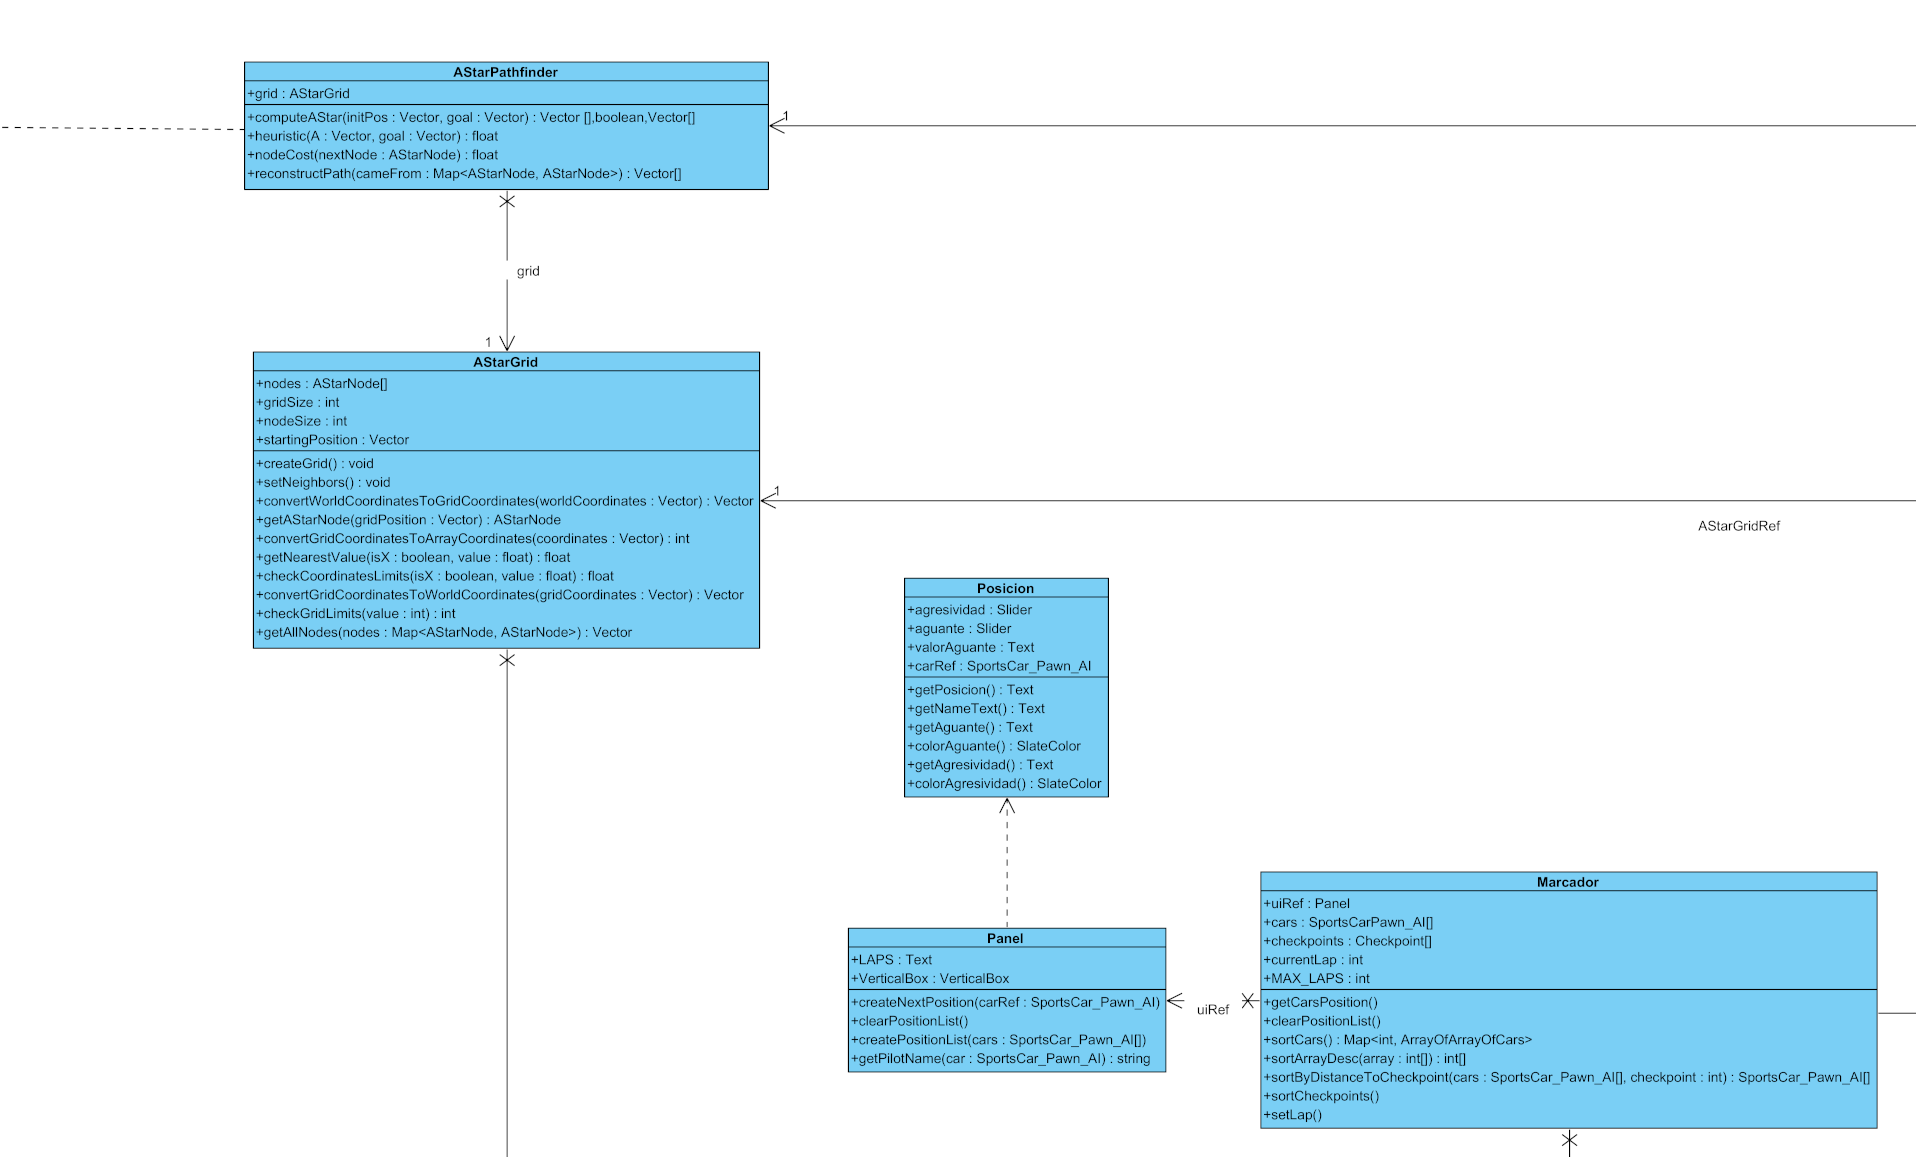 AStarPathfinder
+grid : AStarGrid
+computeAStar(initPos : Vector, goal : Vector) : Vector [],boolean,Vector[]
+heuristic(A : Vector, goal : Vector) : float
+nodeCost(nextNode : AStarNode) : float
+reconstructPath(cameFrom : Map<AStarNode, AStarNode>) : Vector[]
1
grid
1
AStarGrid
+nodes : AStarNode[]
+gridSize : int
+nodeSize : int
+startingPosition : Vector
+createGrid() : void
+setNeighbors() : void
+convertWorldCoordinatesToGridCoordinates(worldCoordinates : Vector) : Vector
+getAStarNode(gridPosition : Vector) : AStarNode
+convertGridCoordinatesToArrayCoordinates(coordinates : Vector) : int
+getNearestValue(isX : boolean, value : float) : float
+checkCoordinatesLimits(isX : boolean, value : float) : float
+convertGridCoordinatesToWorldCoordinates(gridCoordinates : Vector) : Vector
+checkGridLimits(value : int) : int
+getAllNodes(nodes : Map<AStarNode, AStarNode>) : Vector
1
AStarGridRef
Posicion
+agresividad : Slider
+aguante : Slider
+valorAguante : Text
+carRef : SportsCar_Pawn_AI
+getPosicion() : Text
+getNameText() : Text
+getAguante() : Text
+colorAguante() : SlateColor
+getAgresividad() : Text
+colorAgresividad() : SlateColor
Panel
+LAPS : Text
+VerticalBox : VerticalBox
+createNextPosition(carRef : SportsCar_Pawn_AI)
+clearPositionList()
+createPositionList(cars : SportsCar_Pawn_AI[])
+getPilotName(car : SportsCar_Pawn_AI) : string
uiRef
Marcador
+uiRef : Panel
+cars : SportsCarPawn_AI[]
+checkpoints : Checkpoint[]
+currentLap : int
+MAX_LAPS : int
+getCarsPosition()
+clearPositionList()
+sortCars() : Map<int, ArrayOfArrayOfCars>
+sortArrayDesc(array : int[]) : int[]
+sortByDistanceToCheckpoint(cars : SportsCar_Pawn_AI[], checkpoint : int) : SportsCar_Pawn_AI[]
+sortCheckpoints()
+setLap()